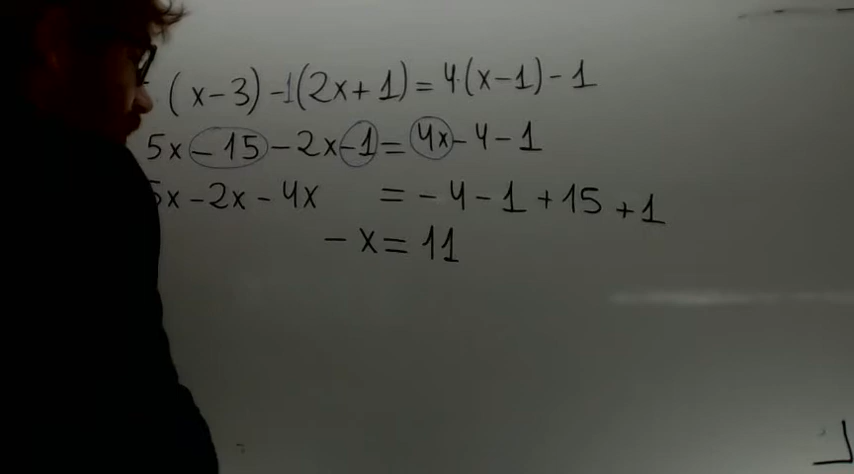 (x-3)-1(2x+1)=4·(x-1)-1
5x-15-2x-1=4x-4-1
5x-2x-4x = -4-1+15+1
-x=11